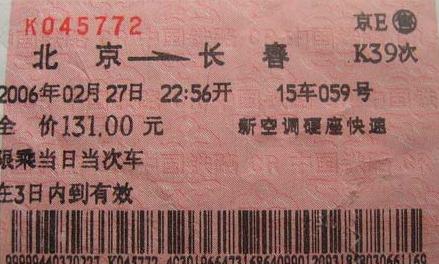 K045772 京E 售
北京 长春 K39次
2006年02月27日 22:56开 15车059号
全 价131.00 元 新空调硬座快速
限乘当日当次车
在3日内到有效